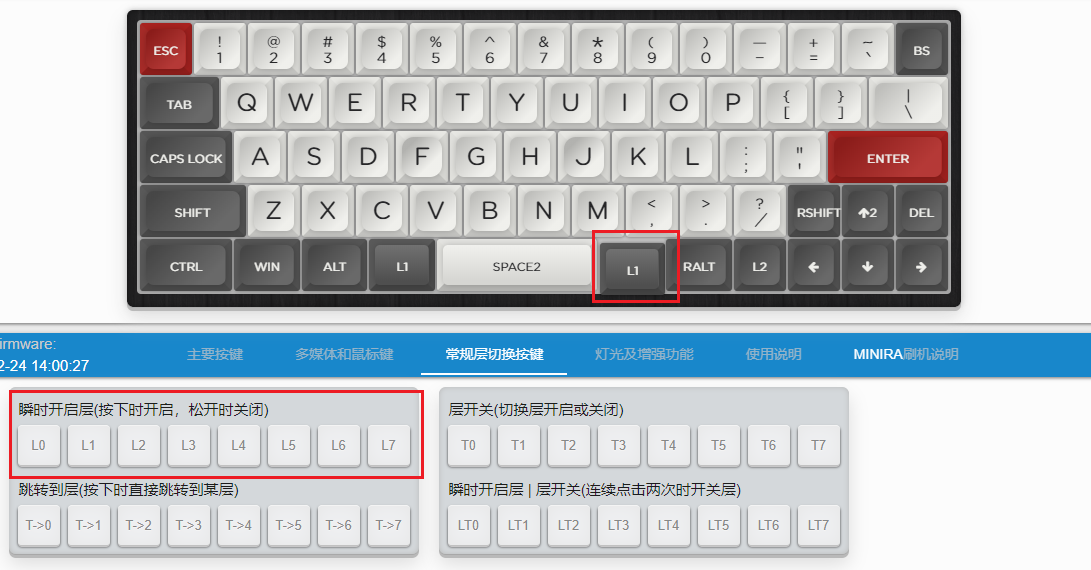 ESC ! 1 @ 2 # 3 $ 4 % 5 ^ 6 & 7 * 8 ( 9 ) 0 — - + = ~ ` BS
TAB Q W E R T Y U I O P { [ } ] | \
CAPS LOCK A S D F G H J K L : ; " ' ENTER
SHIFT Z X C V B N M < , > . ? / RSHIFT ↑2 DEL
CTRL WIN ALT L1 SPACE2 L1 RALT L2 ← ↓ →
irmware:
2-24 14:00:27
主要按键 多媒体和鼠标键 常规层切换按键 灯光及增强功能 使用说明 MINIRA刷机说明
瞬时开启层(按下时开启，松开时关闭)
L0 L1 L2 L3 L4 L5 L6 L7
跳转到层(按下时直接跳转到某层)
T->0 T->1 T->2 T->3 T->4 T->5 T->6 T->7
层开关(切换层开启或关闭)
T0 T1 T2 T3 T4 T5 T6 T7
瞬时开启层 | 层开关(连续点击两次时开关层)
LT0 LT1 LT2 LT3 LT4 LT5 LT6 LT7